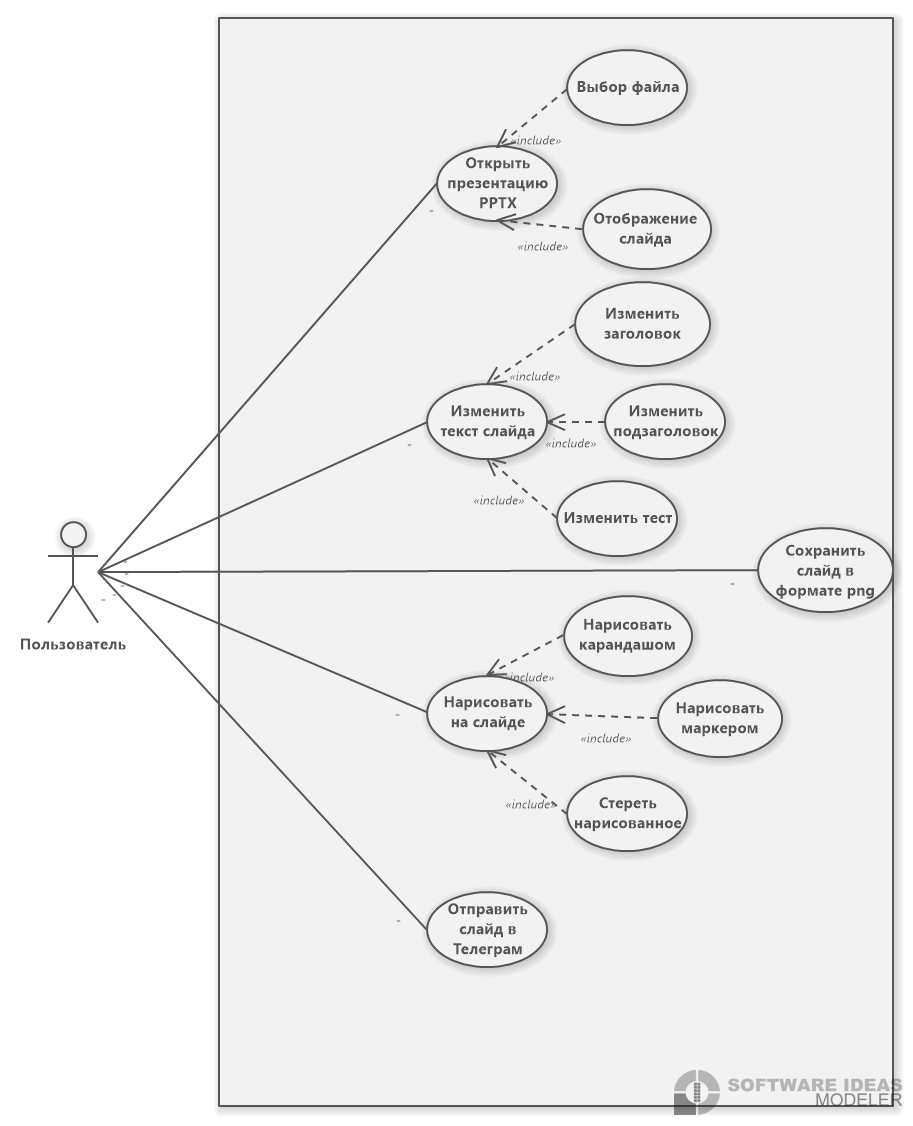 Выбор файла
«include»
Открыть
презентацию
PPTX
Отображение
слайда
«include»
Изменить
заголовок
«include»
Изменить
текст слайда
Изменить
подзаголовок
«include»
«include»
Изменить тест
Сохранить
слайд в
формате png
Пользователь
Нарисовать
карандашом
«include»
Нарисовать
на слайде
Нарисовать
маркером
«include»
«include»
Стереть
нарисованное
Отправить
слайд в
Телеграм
SOFTWARE IDEAS
MODELER